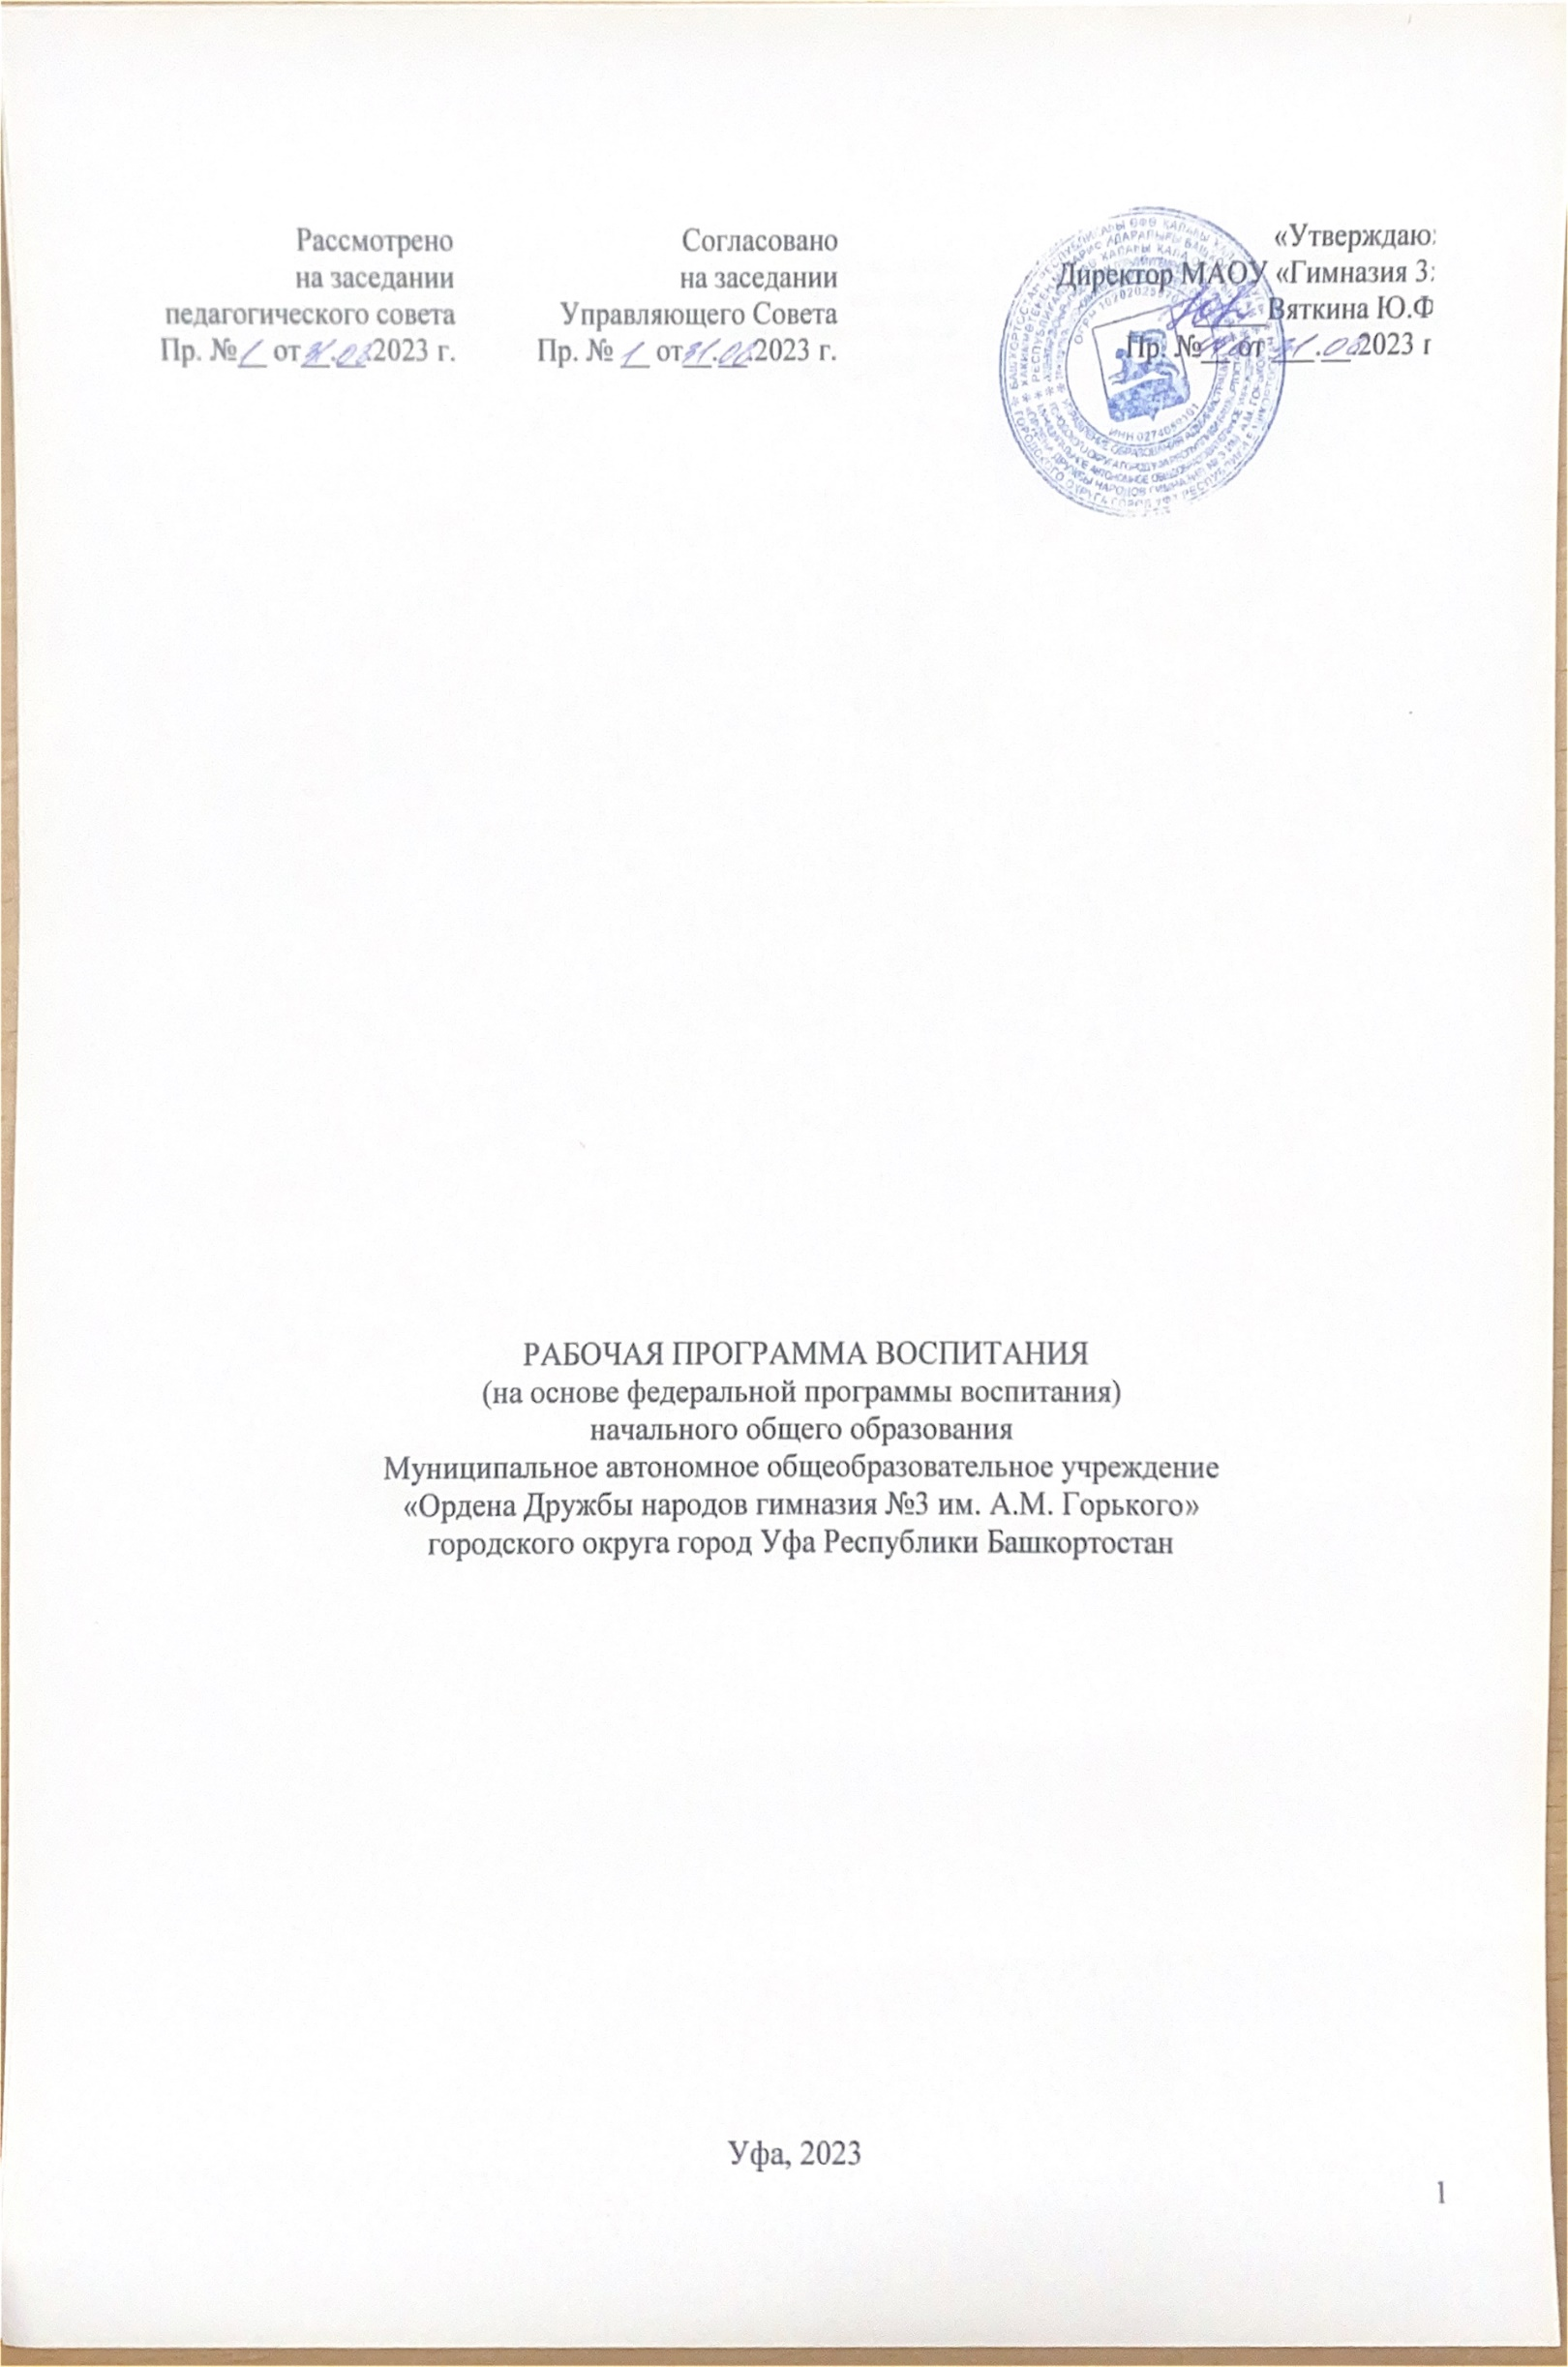 Рассмотрено
на заседании
педагогического совета
Пр. №1 от 31.08.2023 г.
Согласовано
на заседании
Управляющего Совета
Пр. № 1 от 31.08.2023 г.
«Утверждаю
Директор МАОУ «Гимназия 3
Вяткина Ю.Ф
Пр. № от 31.08.2023 г
ИНН 0274059101
РАБОЧАЯ ПРОГРАММА ВОСПИТАНИЯ
(на основе федеральной программы воспитания)
начального общего образования
Муниципальное автономное общеобразовательное учреждение
«Ордена Дружбы народов гимназия №3 им. А.М. Горького»
городского округа город Уфа Республики Башкортостан
Уфа, 2023
1